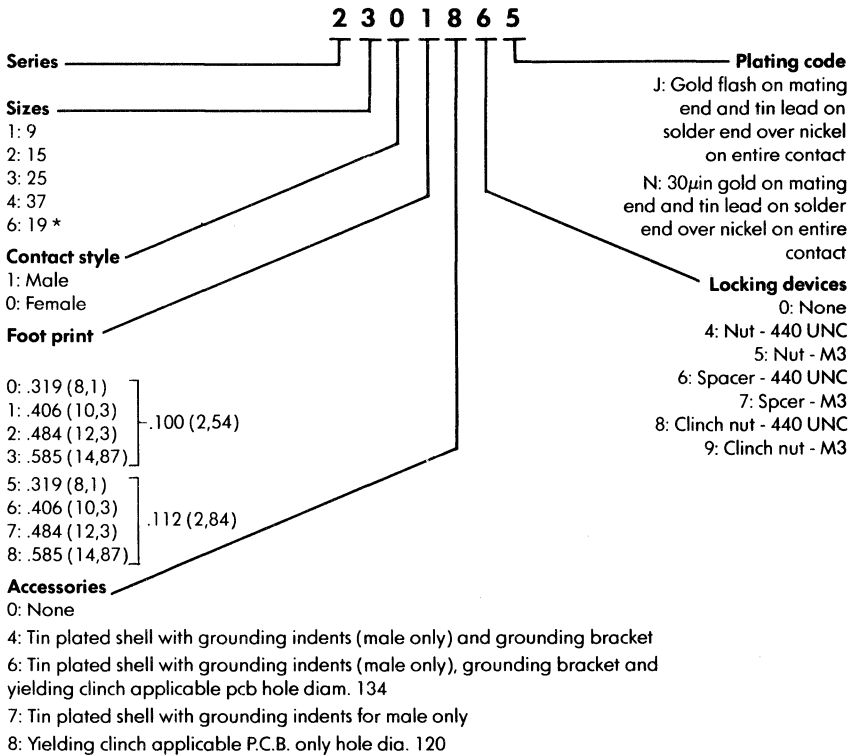 2 3 0 1 8 6 5
Series
Sizes
1: 9
2: 15
3: 25
4: 37
6: 19 *
Contact style
1: Male
0: Female
Foot print
0: .319 (8,1)
1: .406 (10,3)
2: .484 (12,3)
3: .585 (14,87)
.100 (2,54)
5: .319 (8,1)
6: .406 (10,3)
7: .484 (12,3)
8: .585 (14,87)
.112 (2,84)
Accessories
0: None
4: Tin plated shell with grounding indents (male only) and grounding bracket
6: Tin plated shell with grounding indents (male only), grounding bracket and
yielding clinch applicable pcb hole diam. 134
7: Tin plated shell with grounding indents for male only
8: Yielding clinch applicable P.C.B. only hole dia. 120
Plating code
J: Gold flash on mating
end and tin lead on
solder end over nickel
on entire contact
N: 30µin gold on mating
end and tin lead on solder
end over nickel on entire
contact
Locking devices
0: None
4: Nut - 440 UNC
5: Nut - M3
6: Spacer - 440 UNC
7: Spcer - M3
8: Clinch nut - 440 UNC
9: Clinch nut - M3